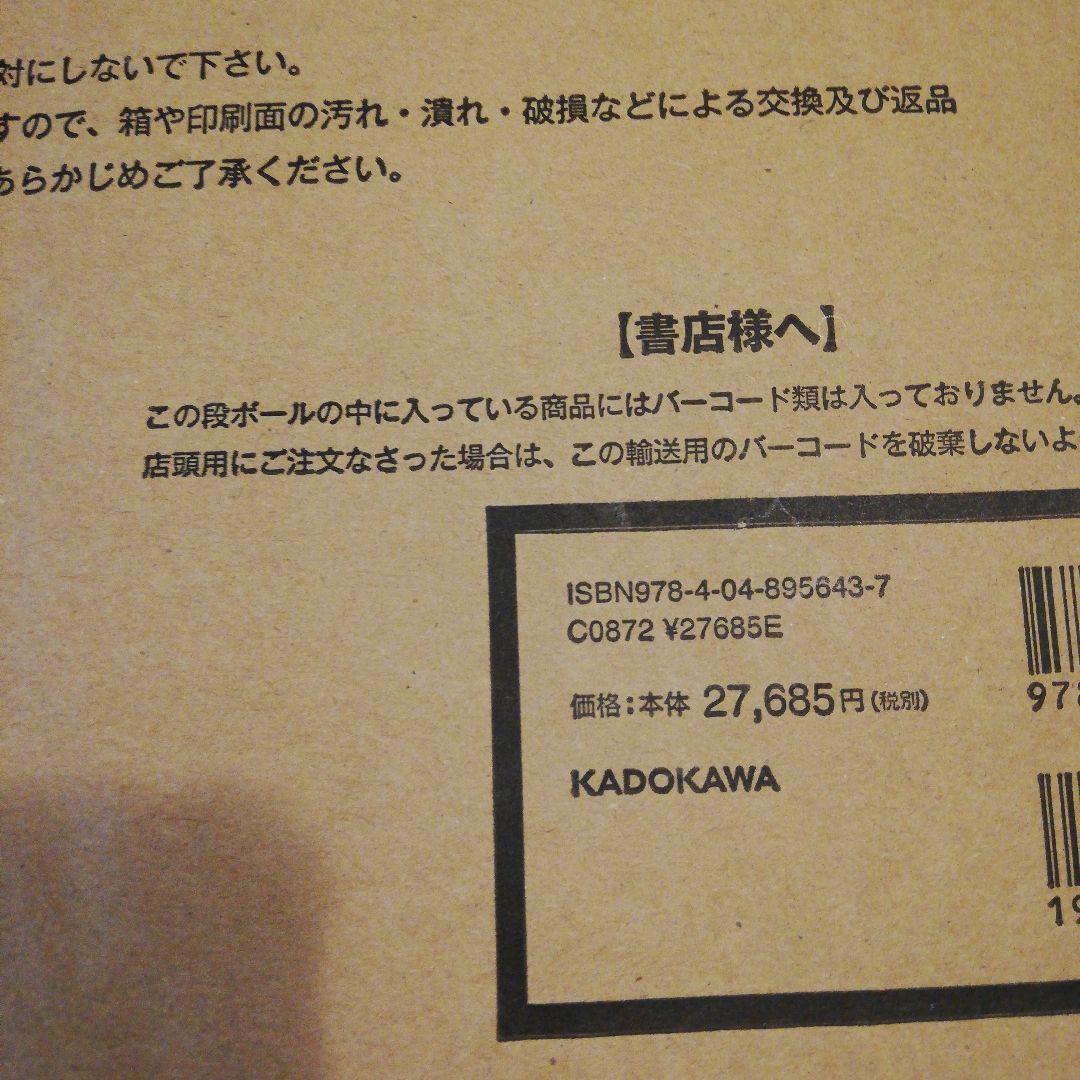 対にしないで下さい。
すので、箱や印刷面の汚れ・潰れ・破損などによる交換及び返品
あらかじめご了承ください。
【書店様へ】
この段ボールの中に入っている商品にはバーコード類は入っておりません。
店頭用にご注文なさった場合は、この輸送用のバーコードを破棄しないよ
ISBN978-4-04-895643-7
C0872 ¥27685E
価格：本体 27,685円（税別）
KADOKAWA
978
19